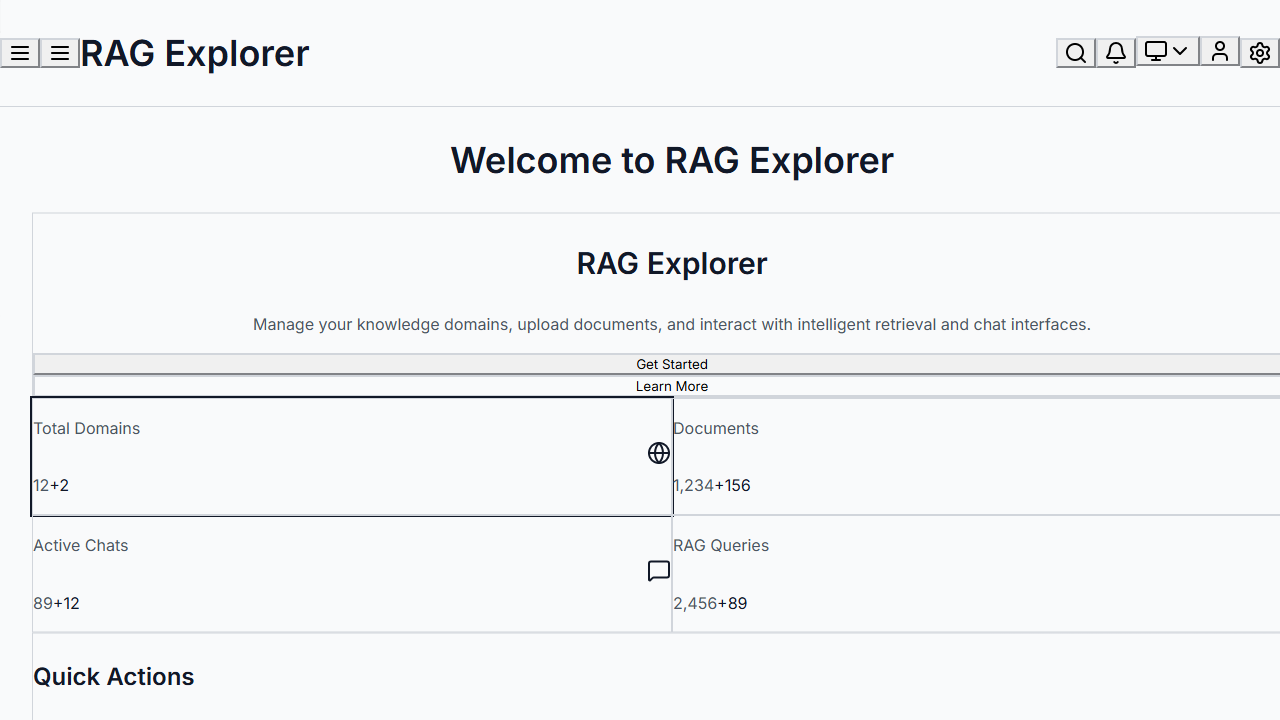 RAG Explorer
Welcome to RAG Explorer
RAG Explorer
Manage your knowledge domains, upload documents, and interact with intelligent retrieval and chat interfaces.
Get Started
Learn More
Total Domains
12+2
Documents
1,234+156
Active Chats
89+12
RAG Queries
2,456+89
Quick Actions